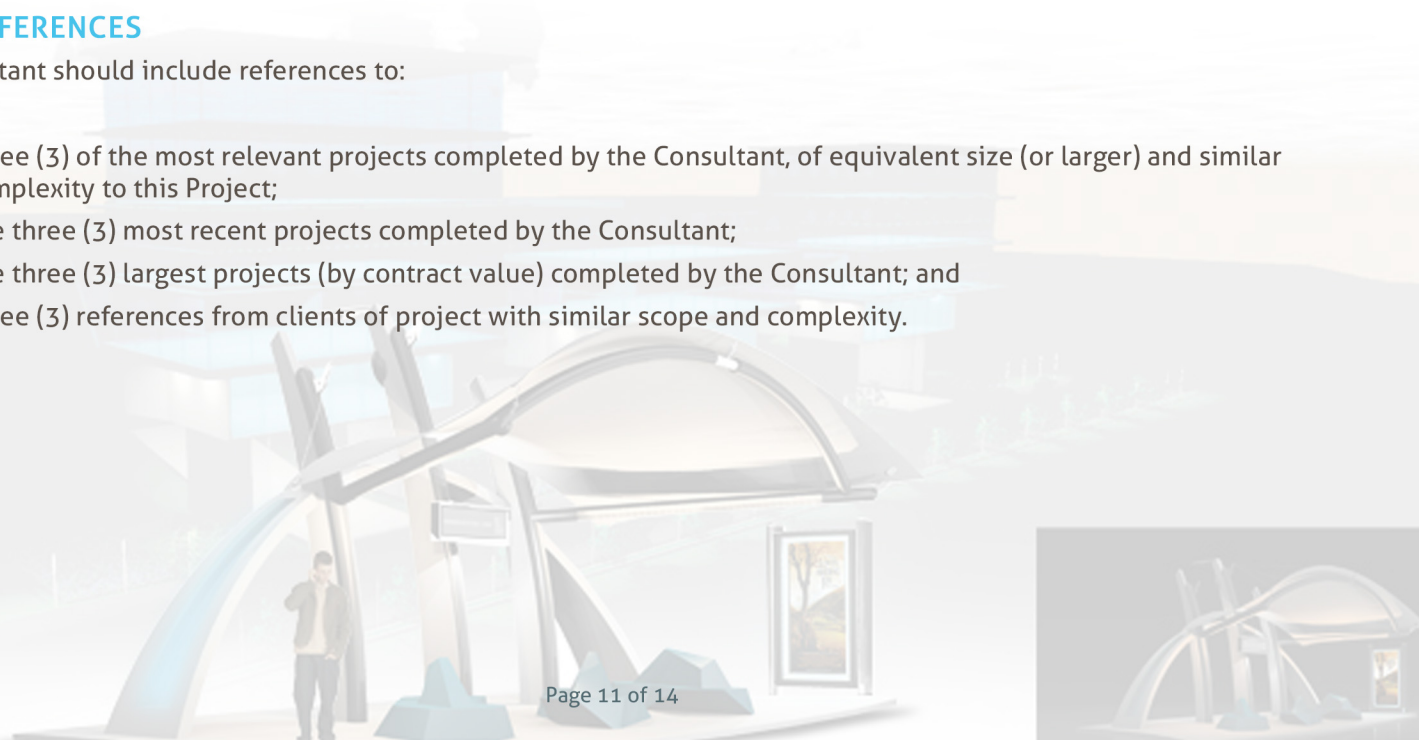 FERENCES
tant should include references to:
ee (3) of the most relevant projects completed by the Consultant, of equivalent size (or larger) and similar
mplexity to this Project;
e three (3) most recent projects completed by the Consultant;
e three (3) largest projects (by contract value) completed by the Consultant; and
ee (3) references from clients of project with similar scope and complexity.
Page 11 of 14